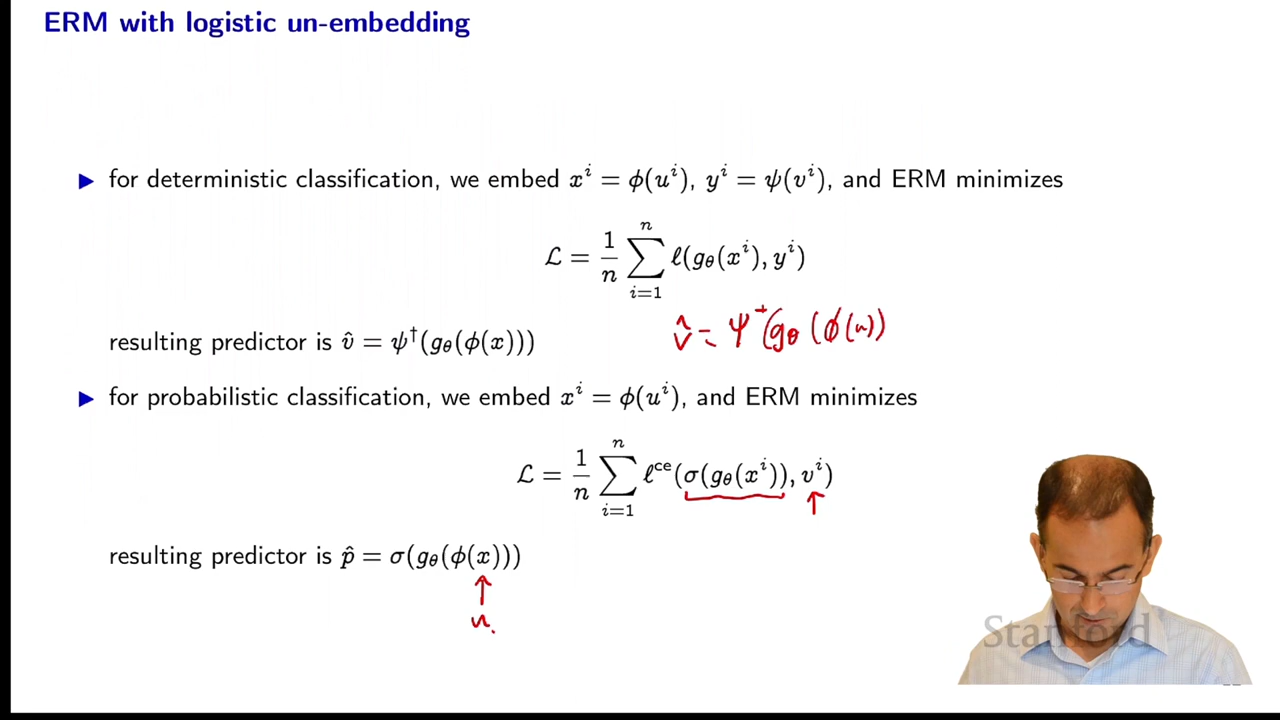 ERM with logistic un-embedding
▶ for deterministic classification, we embed xⁱ = ϕ(uⁱ), yⁱ = ψ(vⁱ), and ERM minimizes
ℒ = 1/n ∑ᵢ₌₁ⁿ ℓ(g_θ(xⁱ), yⁱ)
resulting predictor is v̂ = ψ†(g_θ(ϕ(x)))
v̂ = ψ†(g_θ(ϕ(u))
▶ for probabilistic classification, we embed xⁱ = ϕ(uⁱ), and ERM minimizes
ℒ = 1/n ∑ᵢ₌₁ⁿ ℓᶜᵉ(σ(g_θ(xⁱ)), vⁱ)
resulting predictor is p̂ = σ(g_θ(ϕ(x)))
u.
Stanford